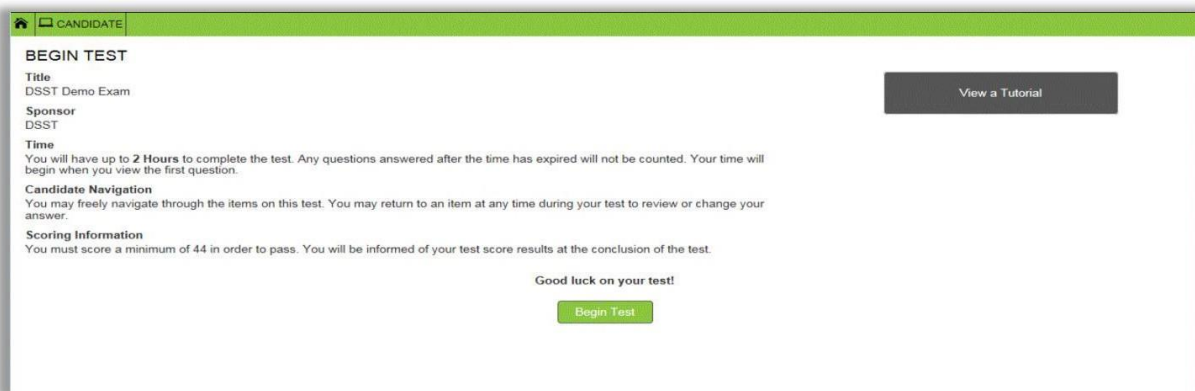 CANDIDATE
BEGIN TEST
Title
DSST Demo Exam
View a Tutorial
Sponsor
DSST
Time
You will have up to 2 Hours to complete the test. Any questions answered after the time has expired will not be counted. Your time will
begin when you view the first question.
Candidate Navigation
You may freely navigate through the items on this test. You may return to an item at any time during your test to review or change your
answer.
Scoring Information
You must score a minimum of 44 in order to pass. You will be informed of your test score results at the conclusion of the test.
Good luck on your test!
Begin Test